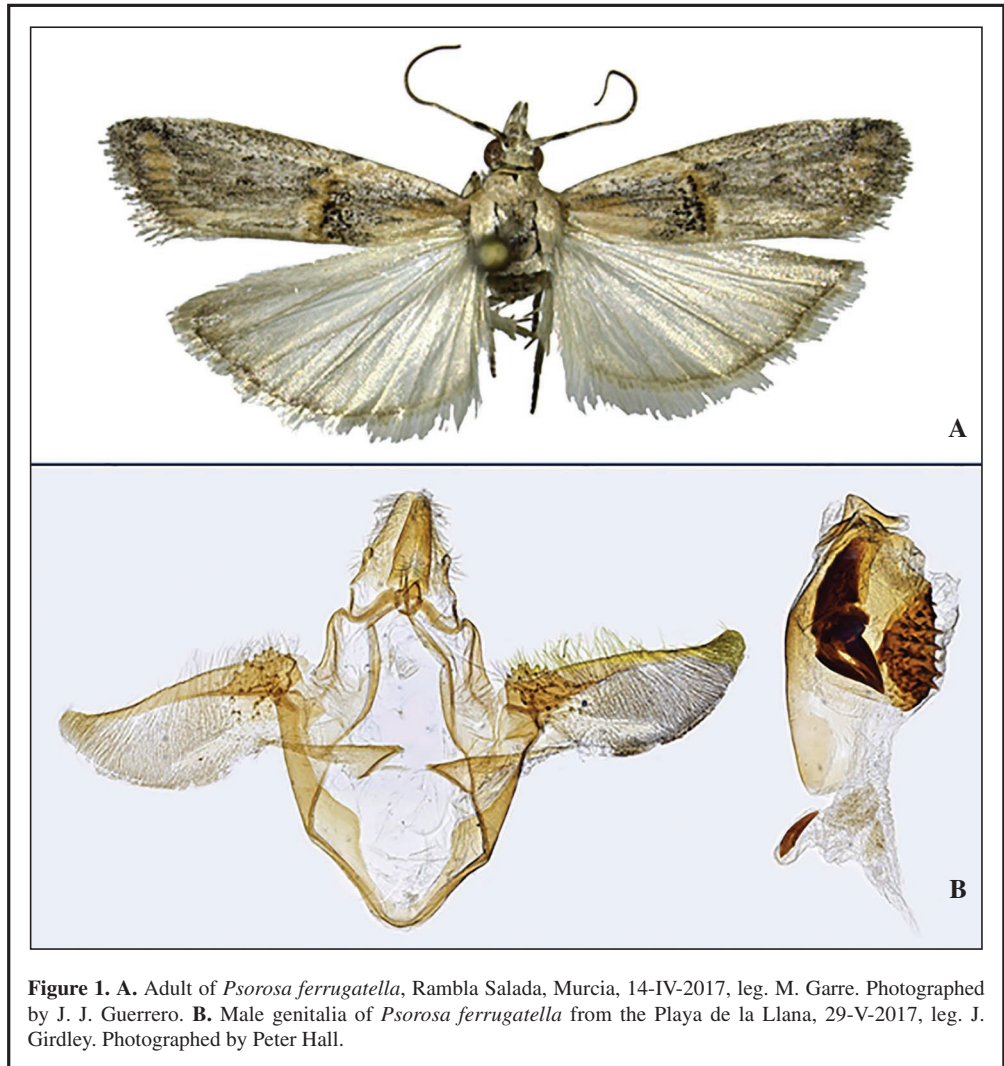 A
B
Figure 1. A. Adult of Psorosa ferrugatella, Rambla Salada, Murcia, 14-IV-2017, leg. M. Garre. Photographed
by J. J. Guerrero. B. Male genitalia of Psorosa ferrugatella from the Playa de la Llana, 29-V-2017, leg. J.
Girdley. Photographed by Peter Hall.